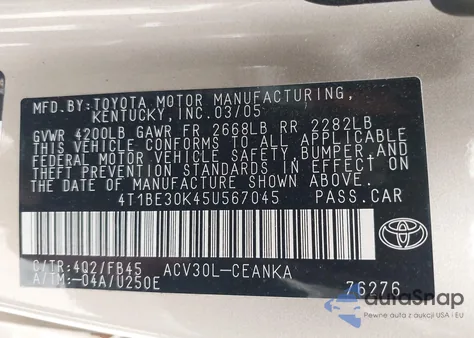 MFD.BY:TOYOTA MOTOR MANUFACTURING,
KENTUCKY, INC. 03/05
GVWR 4200LB GAWR FR 2668LB RR 2282LB
THIS VEHICLE CONFORMS TO ALL APPLICABLE
FEDERAL MOTOR VEHICLE SAFETY, BUMPER, AND
THEFT PREVENTION STANDARDS IN EFFECT ON
THE DATE OF MANUFACTURE SHOWN ABOVE.
4T1BE30K45U567045 PASS.CAR
C/TR:4Q2/FB45 ACV30L-CEANKA
A/TM:-04A/U250E 76276
TOYOTA
autaSnap
Pewne auta z aukcji USA i EU